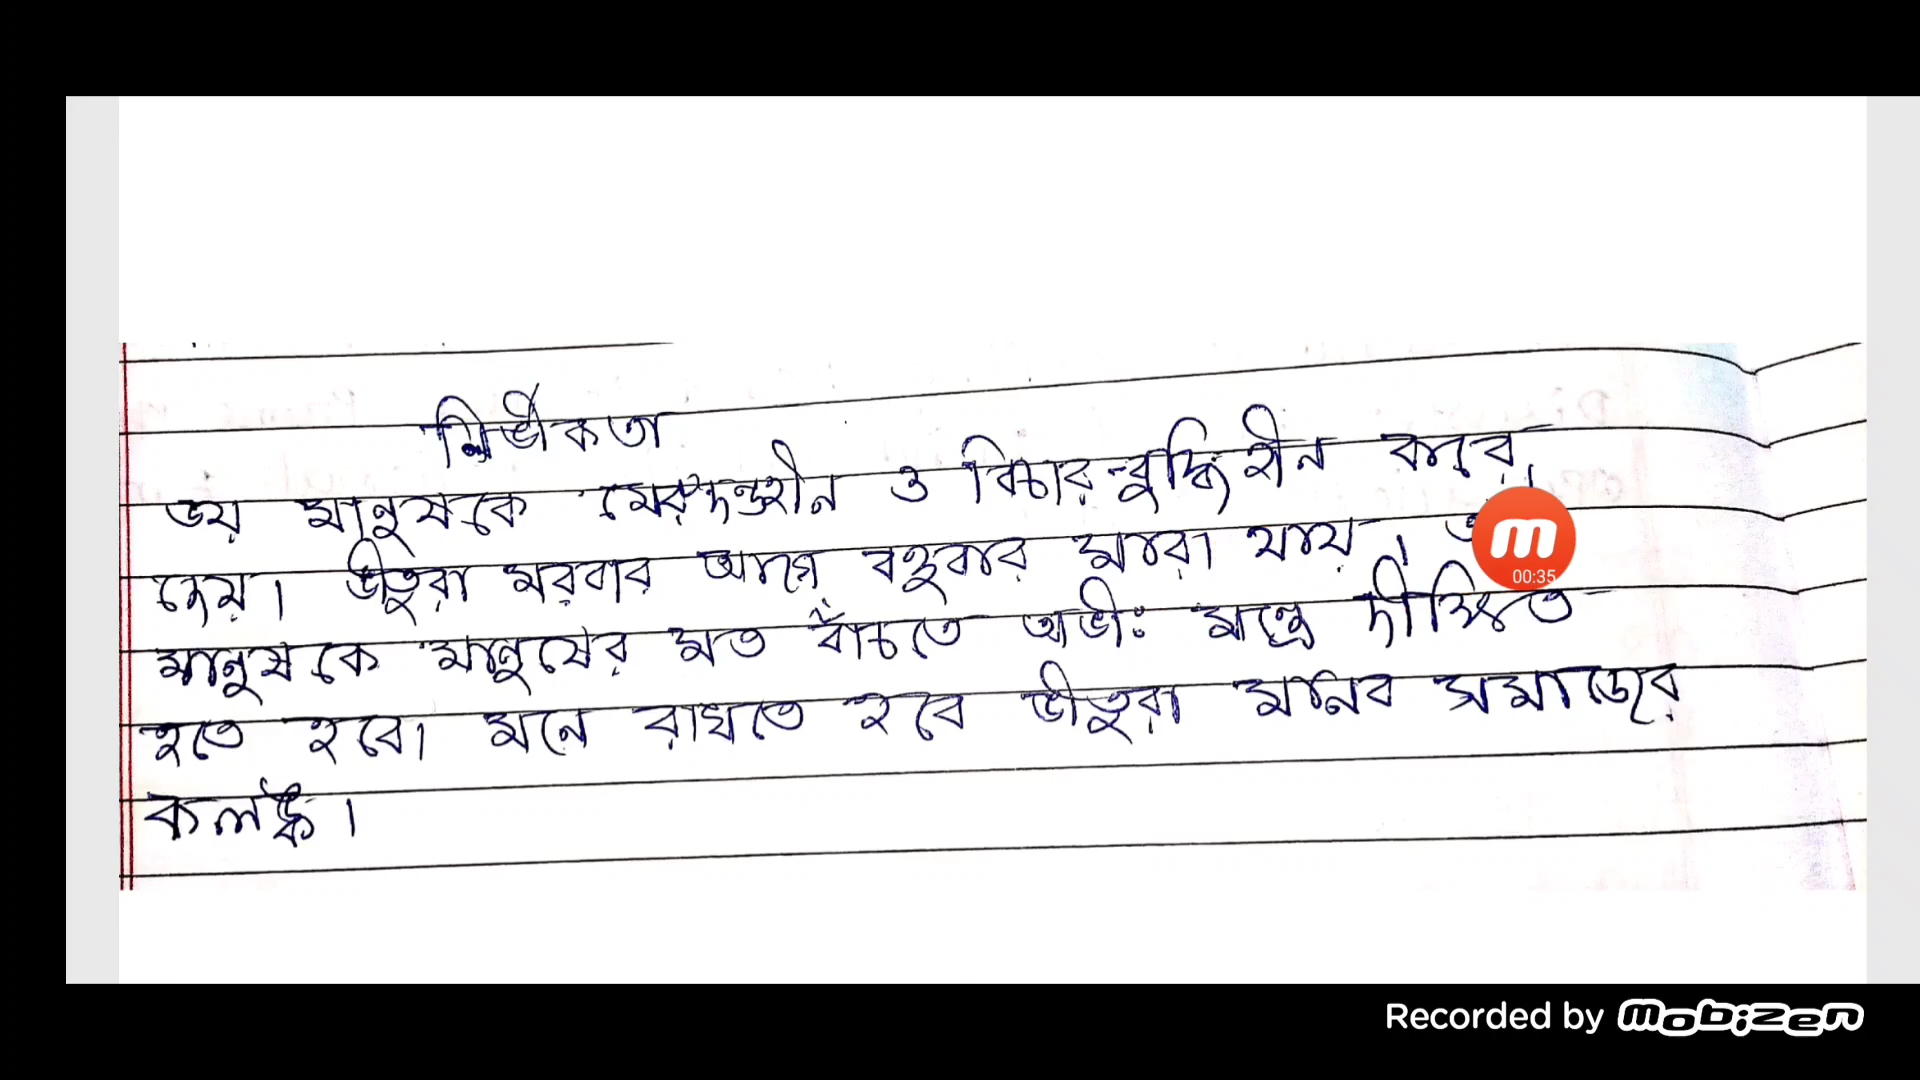 নির্ভীকতা
ভয় মানুষকে মেরুদন্ডহীন ও বিচার-বুদ্ধিহীন করে
দেয়। ভীতুরা মরবার আগে বহুবার মারা যায়।
মানুষকে মানুষের মত বাঁচতে অভীঃ মন্ত্রে দীক্ষিত
হতে হবে। মনে রাখতে হবে ভীতুরা মানব সমাজের
কলঙ্ক।
00:35
Recorded by mobizen